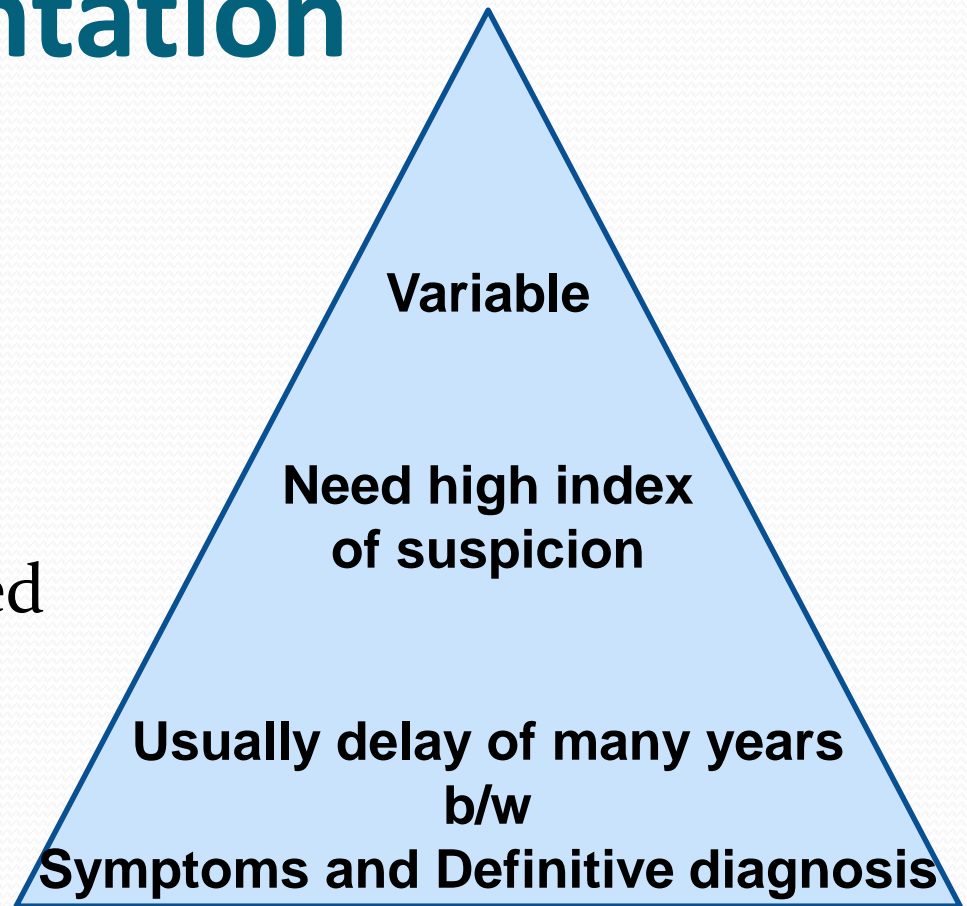 ntation
Variable
Need high index
of suspicion
ed
Usually delay of many years
b/w
Symptoms and Definitive diagnosis